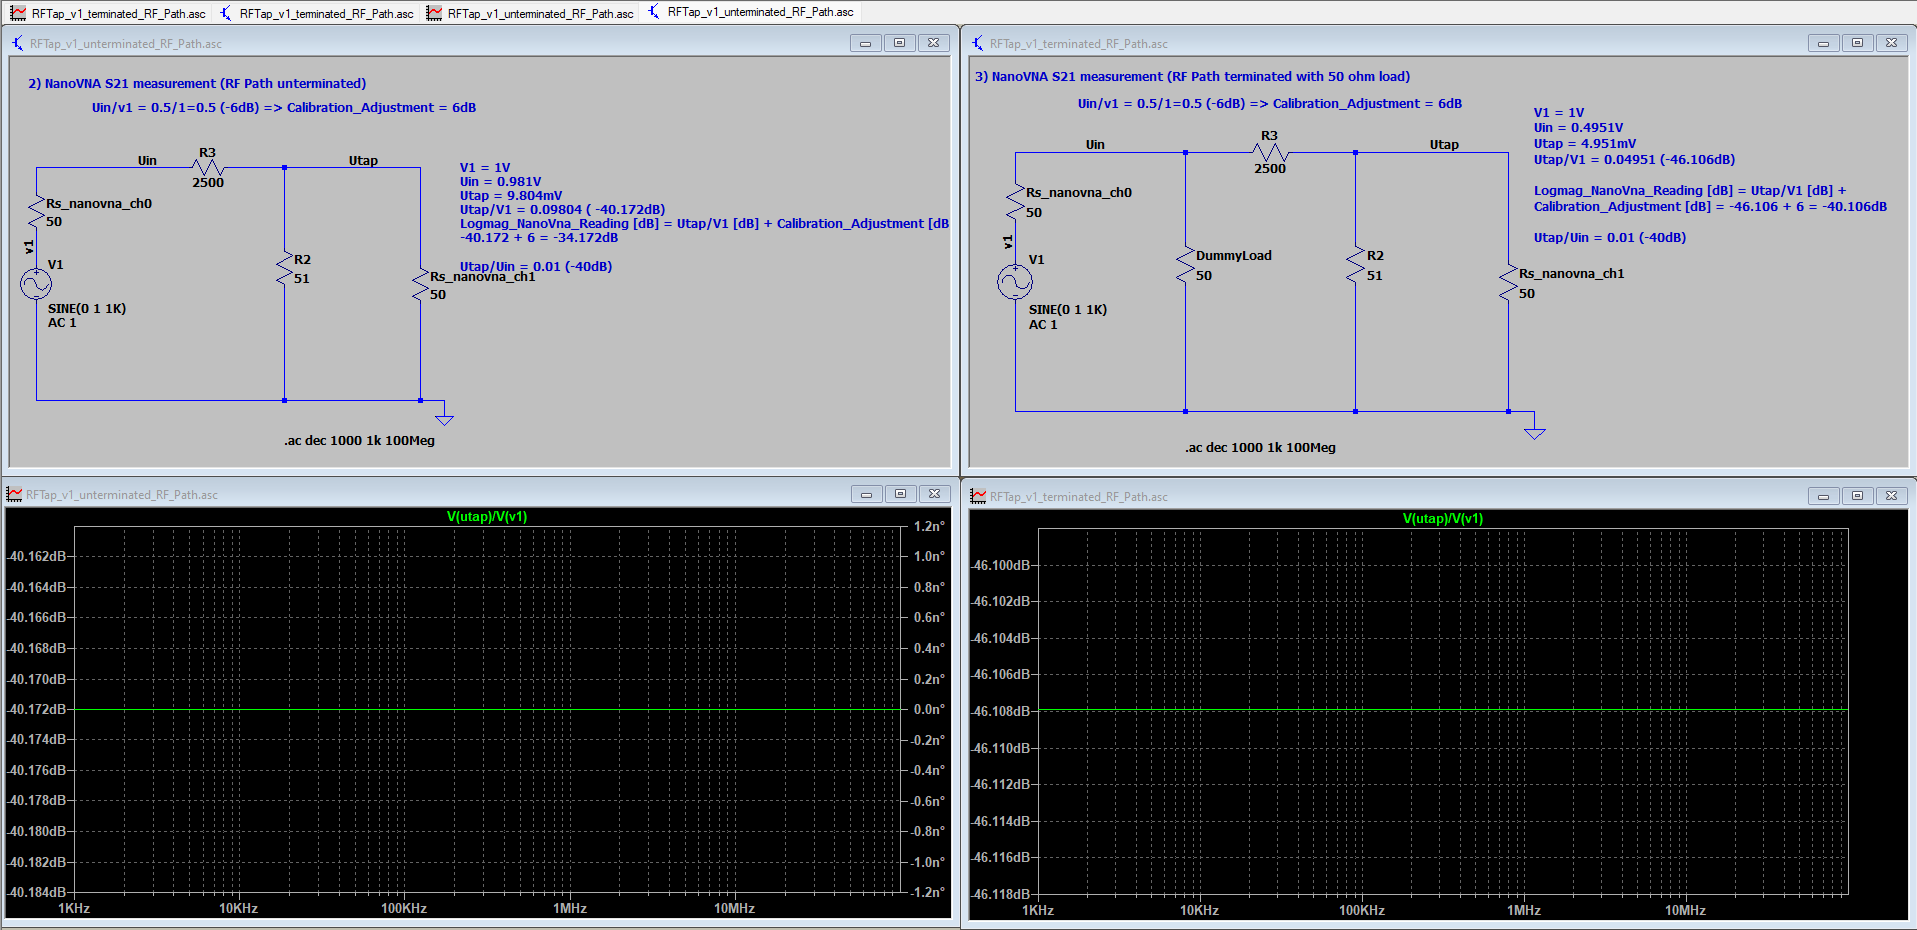 RFTap_v1_terminated_RF_Path.asc
RFTap_v1_terminated_RF_Path.asc
RFTap_v1_unterminated_RF_Path.asc
RFTap_v1_unterminated_RF_Path.asc
RFTap_v1_unterminated_RF_Path.asc
2) NanoVNA S21 measurement (RF Path unterminated)
Uin/v1 = 0.5/1=0.5 (-6dB) => Calibration_Adjustment = 6dB
Uin
R3
2500
Utap
Rs_nanovna_ch0
50
v1
V1
SINE(0 1 1K)
AC 1
R2
51
V1 = 1V
Uin = 0.981V
Utap = 9.804mV
Utap/V1 = 0.09804 ( -40.172dB)
Logmag_NanoVna_Reading [dB] = Utap/V1 [dB] + Calibration_Adjustment [dB
-40.172 + 6 = -34.172dB
Utap/Uin = 0.01 (-40dB)
Rs_nanovna_ch1
50
.ac dec 1000 1k 100Meg
RFTap_v1_terminated_RF_Path.asc
3) NanoVNA S21 measurement (RF Path terminated with 50 ohm load)
Uin/v1 = 0.5/1=0.5 (-6dB) => Calibration_Adjustment = 6dB
Uin
R3
2500
Utap
Rs_nanovna_ch0
50
v1
V1
SINE(0 1 1K)
AC 1
DummyLoad
50
R2
51
Rs_nanovna_ch1
50
V1 = 1V
Uin = 0.4951V
Utap = 4.951mV
Utap/V1 = 0.04951 (-46.106dB)
Logmag_NanoVna_Reading [dB] = Utap/V1 [dB] +
Calibration_Adjustment [dB] = -46.106 + 6 = -40.106dB
Utap/Uin = 0.01 (-40dB)
.ac dec 1000 1k 100Meg
RFTap_v1_unterminated_RF_Path.asc
V(utap)/V(v1)
-40.162dB
-40.164dB
-40.166dB
-40.168dB
-40.170dB
-40.172dB
-40.174dB
-40.176dB
-40.178dB
-40.180dB
-40.182dB
-40.184dB
1.2n°
1.0n°
0.8n°
0.6n°
0.4n°
0.2n°
0.0n°
-0.2n°
-0.4n°
-0.6n°
-0.8n°
-1.0n°
-1.2n°
1KHz
10KHz
100KHz
1MHz
10MHz
RFTap_v1_terminated_RF_Path.asc
V(utap)/V(v1)
-46.100dB
-46.102dB
-46.104dB
-46.106dB
-46.108dB
-46.110dB
-46.112dB
-46.114dB
-46.116dB
-46.118dB
1KHz
10KHz
100KHz
1MHz
10MHz